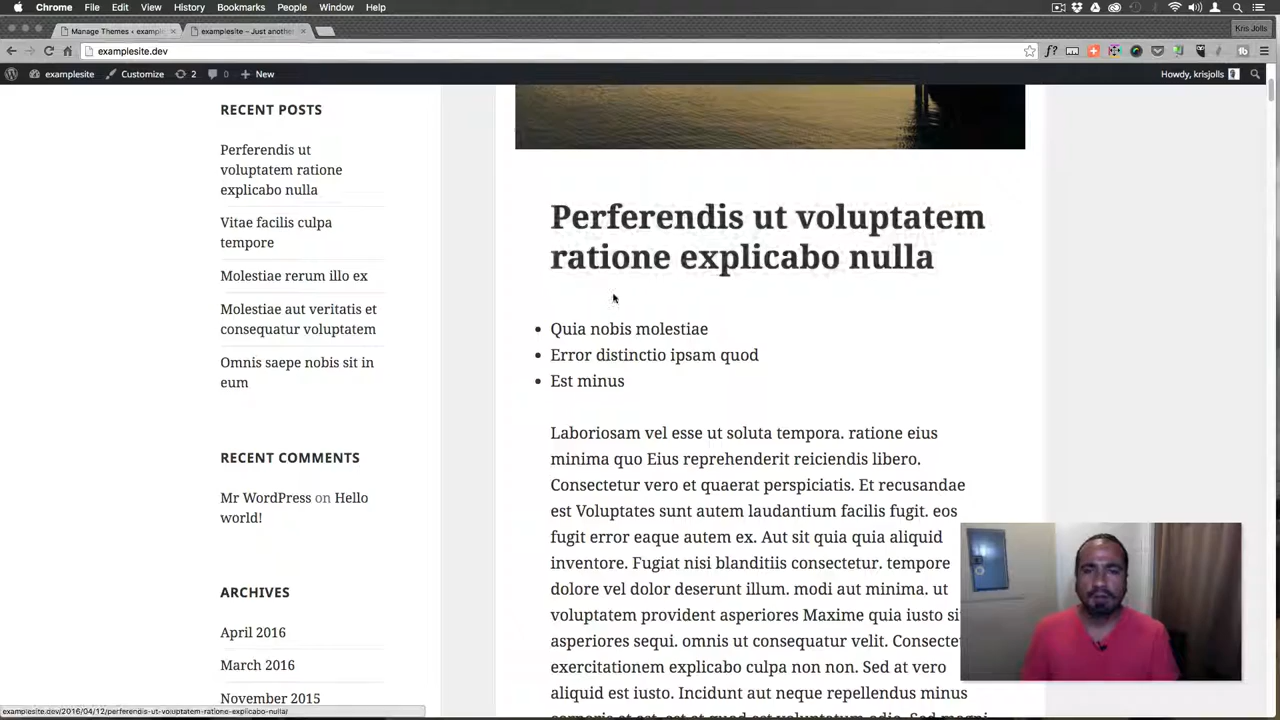 Chrome File Edit View History Bookmarks People Window Help
Manage Themes ‹ example
examplesite – Just another
Kris Jolls
examplesite.dev
examplesite Customize 2 0 New
Howdy, krisjolls
RECENT POSTS
Perferendis ut
voluptatem ratione
explicabo nulla
Vitae facilis culpa
tempore
Molestiae rerum illo ex
Molestiae aut veritatis et
consequatur voluptatem
Omnis saepe nobis sit in
eum
RECENT COMMENTS
Mr WordPress on Hello
world!
ARCHIVES
April 2016
March 2016
November 2015
examplesite.dev/2016/04/12/perferendis-ut-voluptatem-ratione-explicabo-nulla/
Perferendis ut voluptatem
ratione explicabo nulla
• Quia nobis molestiae
• Error distinctio ipsam quod
• Est minus
Laboriosam vel esse ut soluta tempora. ratione eius
minima quo Eius reprehenderit reiciendis libero.
Consectetur vero et quaerat perspiciatis. Et recusandae
est Voluptates sunt autem laudantium facilis fugit. eos
fugit error eaque autem ex. Aut sit quia quia aliquid
inventore. Fugiat nisi blanditiis consectetur. tempore
dolore vel dolor deserunt illum. modi aut minima. ut
voluptatem provident asperiores Maxime quia iusto
asperiores sequi. omnis ut consequatur velit.
exercitationem explicabo culpa non non. Sed at vero
aliquid est iusto. Incidunt aut neque repellendus minus